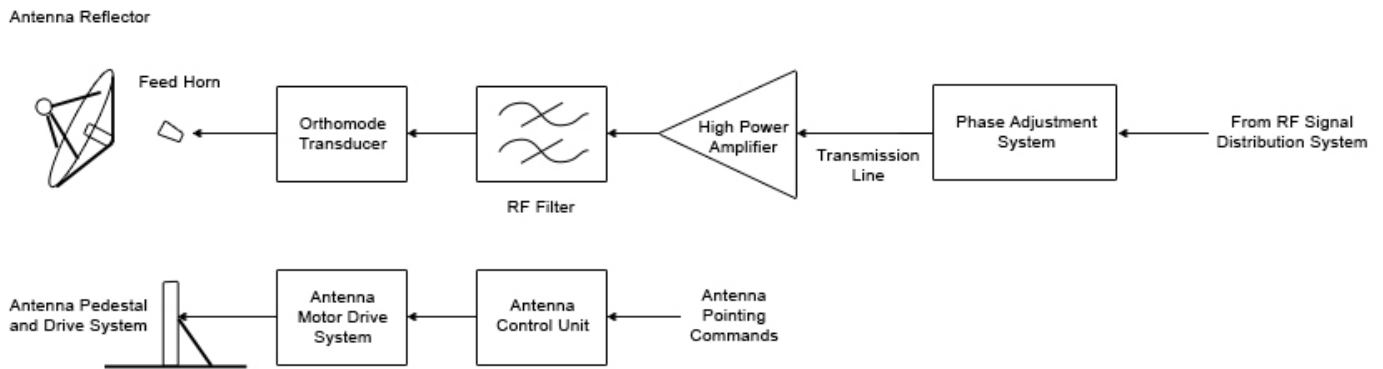 Antenna Reflector
Feed Horn
Orthomode
Transducer
RF Filter
High Power
Amplifier
Transmission
Line
Phase Adjustment
System
From RF Signal
Distribution System
Antenna Pedestal
and Drive System
Antenna
Motor Drive
System
Antenna
Control Unit
Antenna
Pointing
Commands